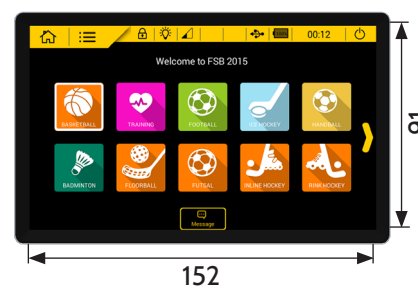 00:12
Welcome to FSB 2015
BASKETBALL TRAINING FOOTBALL ICE HOCKEY HANDBALL
BADMINTON FLOORBALL FUTSAL INLINE HOCKEY RINK HOCKEY
Message
152